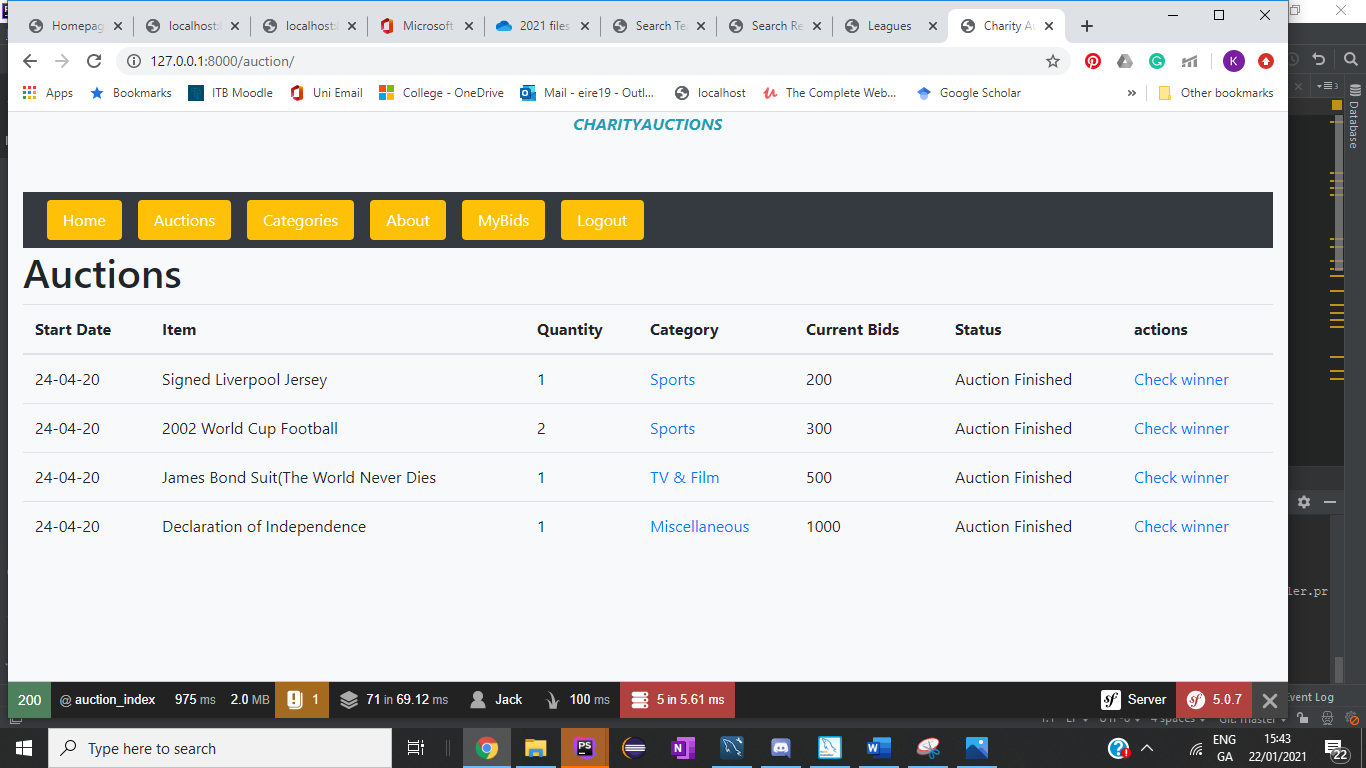 Homepag localhost localhost Microsoft 2021 files Search Te Search Re Leagues Charity A
127.0.0.1:8000/auction/ K
Apps Bookmarks ITB Moodle Uni Email College - OneDrive Mail - eire19 - Outl... localhost The Complete Web... Google Scholar » Other bookmarks
Database
CHARITYAUCTIONS
Home Auctions Categories About MyBids Logout
Auctions
Start Date Item Quantity Category Current Bids Status actions
24-04-20 Signed Liverpool Jersey 1 Sports 200 Auction Finished Check winner
24-04-20 2002 World Cup Football 2 Sports 300 Auction Finished Check winner
24-04-20 James Bond Suit(The World Never Dies 1 TV & Film 500 Auction Finished Check winner
24-04-20 Declaration of Independence 1 Miscellaneous 1000 Auction Finished Check winner
ler.pr
200 @ auction_index 975 ms 2.0 MB 1 71 in 69.12 ms Jack 100 ms 5 in 5.61 ms sf Server sf 5.0.7
vent Log
Type here to search PS N W ENG 15:43
GA 22/01/2021 22